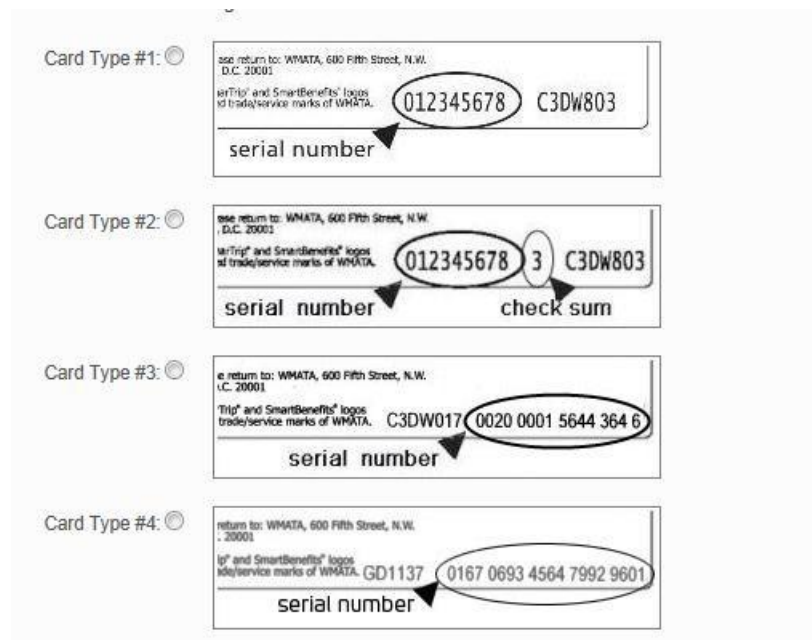 Card Type #1:
ase return to: WMATA, 600 Fifth Street, N.W.
D.C. 20001
arTrip® and SmartBenefits® logos
d trade/service marks of WMATA. 012345678 C3DW803
serial number
Card Type #2:
ase return to: WMATA, 600 Fifth Street, N.W.
, D.C. 20001
arTrip® and SmartBenefits® logos
d trade/service marks of WMATA. 012345678 3 C3DW803
serial number check sum
Card Type #3:
e return to: WMATA, 600 Fifth Street, N.W.
.C. 20001
Trip® and SmartBenefits® logos
trade/service marks of WMATA. C3DW017 0020 0001 5644 364 6
serial number
Card Type #4:
return to: WMATA, 600 Fifth Street, N.W.
. 20001
ip® and SmartBenefits® logos
ade/service marks of WMATA. GD1137 0167 0693 4564 7992 9601
serial number